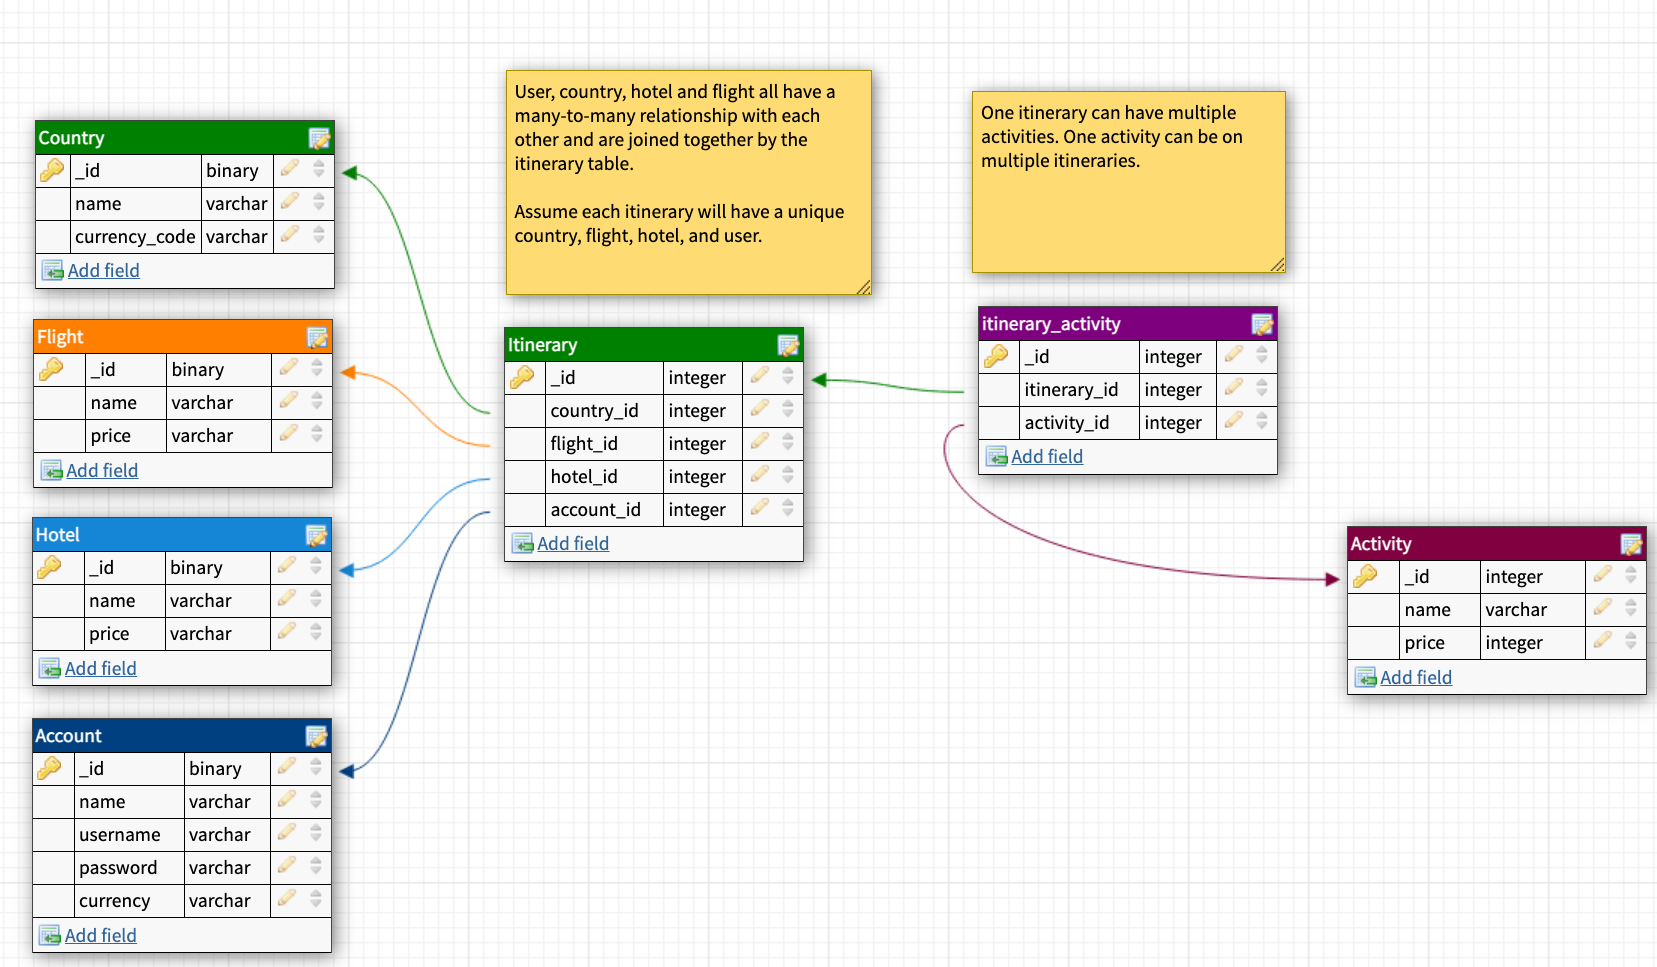 User, country, hotel and flight all have a
many-to-many relationship with each
other and are joined together by the
itinerary table.
Assume each itinerary will have a unique
country, flight, hotel, and user.
One itinerary can have multiple
activities. One activity can be on
multiple itineraries.
Country
_id binary
name varchar
currency_code varchar
Add field
Flight
_id binary
name varchar
price varchar
Add field
Hotel
_id binary
name varchar
price varchar
Add field
Account
_id binary
name varchar
username varchar
password varchar
currency varchar
Add field
Itinerary
_id integer
country_id integer
flight_id integer
hotel_id integer
account_id integer
Add field
itinerary_activity
_id integer
itinerary_id integer
activity_id integer
Add field
Activity
_id integer
name varchar
price integer
Add field